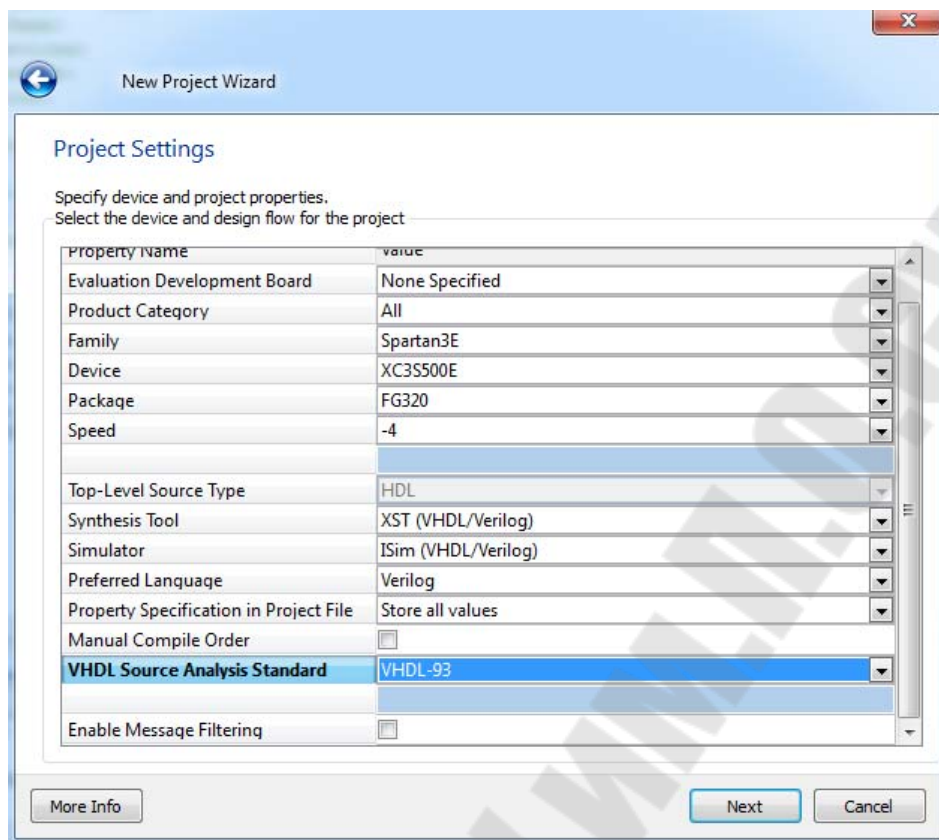 New Project Wizard
Project Settings
Specify device and project properties.
Select the device and design flow for the project
Property Name Value
Evaluation Development Board None Specified
Product Category All
Family Spartan3E
Device XC3S500E
Package FG320
Speed -4
Top-Level Source Type HDL
Synthesis Tool XST (VHDL/Verilog)
Simulator ISim (VHDL/Verilog)
Preferred Language Verilog
Property Specification in Project File Store all values
Manual Compile Order
VHDL Source Analysis Standard VHDL-93
Enable Message Filtering
More Info Next Cancel